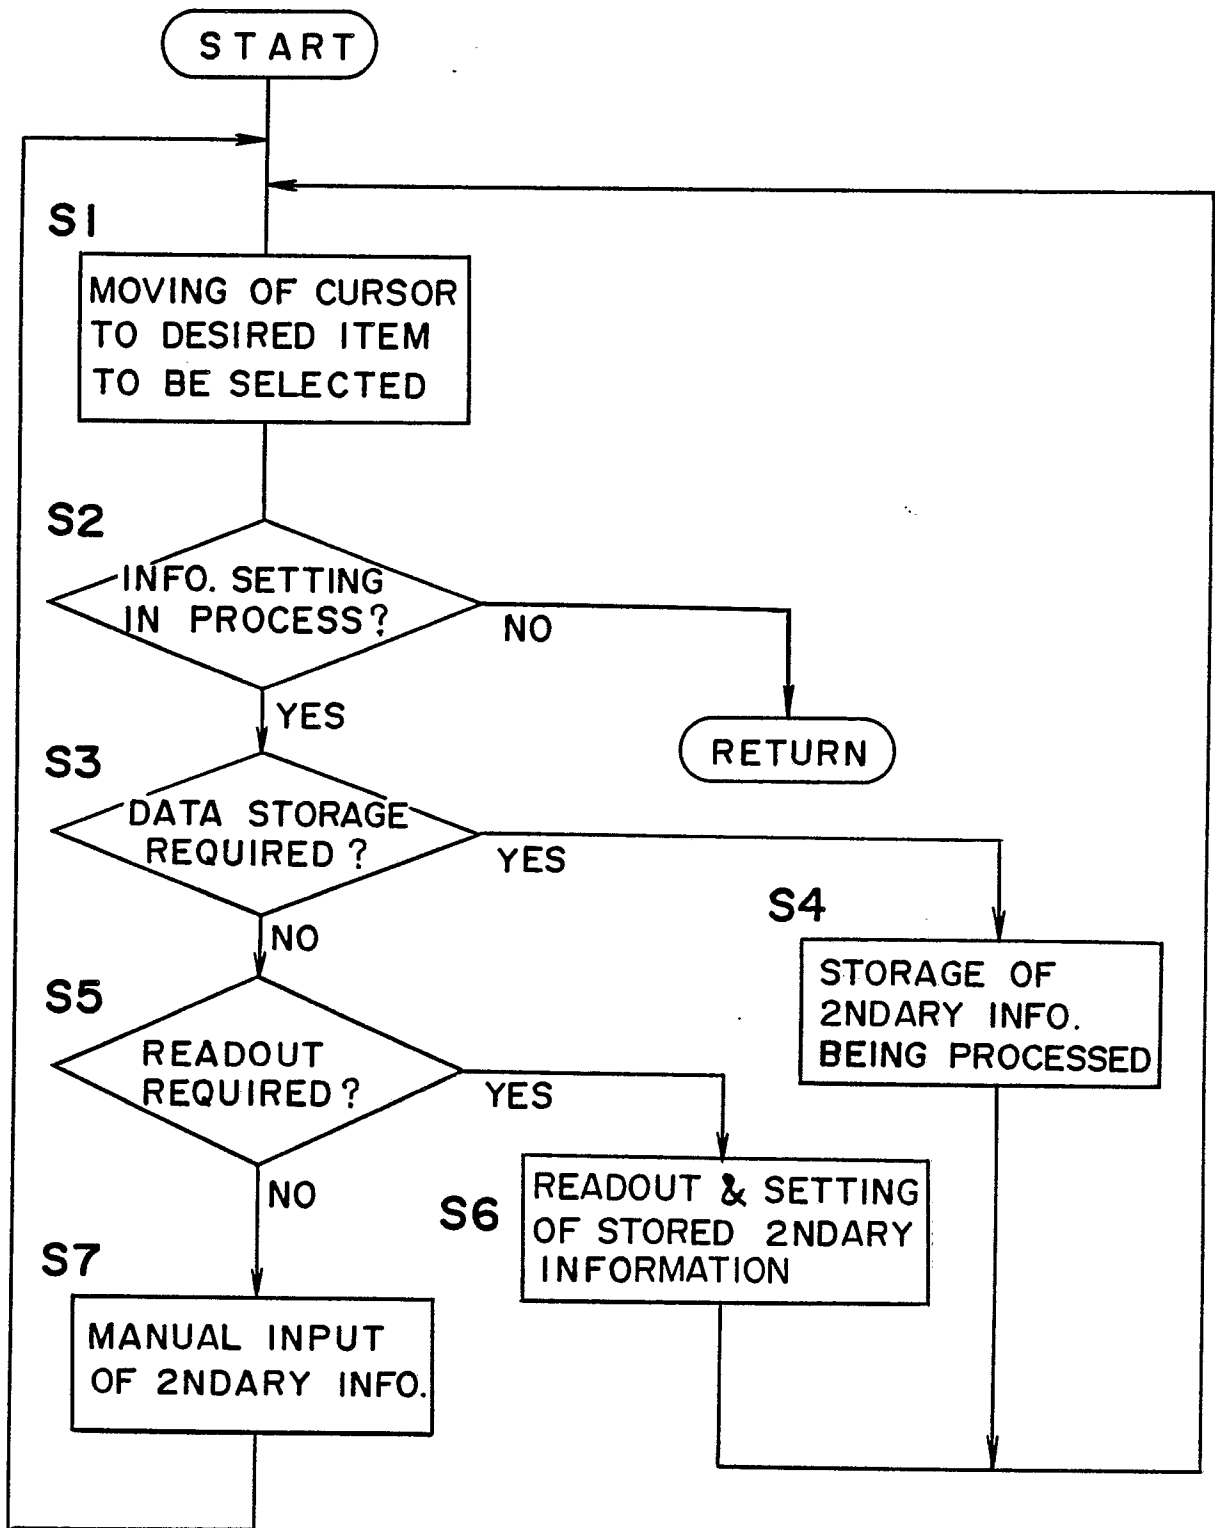 START
S1
MOVING OF CURSOR
TO DESIRED ITEM
TO BE SELECTED
S2
INFO. SETTING
IN PROCESS?
NO
YES
RETURN
S3
DATA STORAGE
REQUIRED?
YES
NO
S4
STORAGE OF
2NDARY INFO.
BEING PROCESSED
S5
READOUT
REQUIRED?
YES
NO
S6
READOUT & SETTING
OF STORED 2NDARY
INFORMATION
S7
MANUAL INPUT
OF 2NDARY INFO.